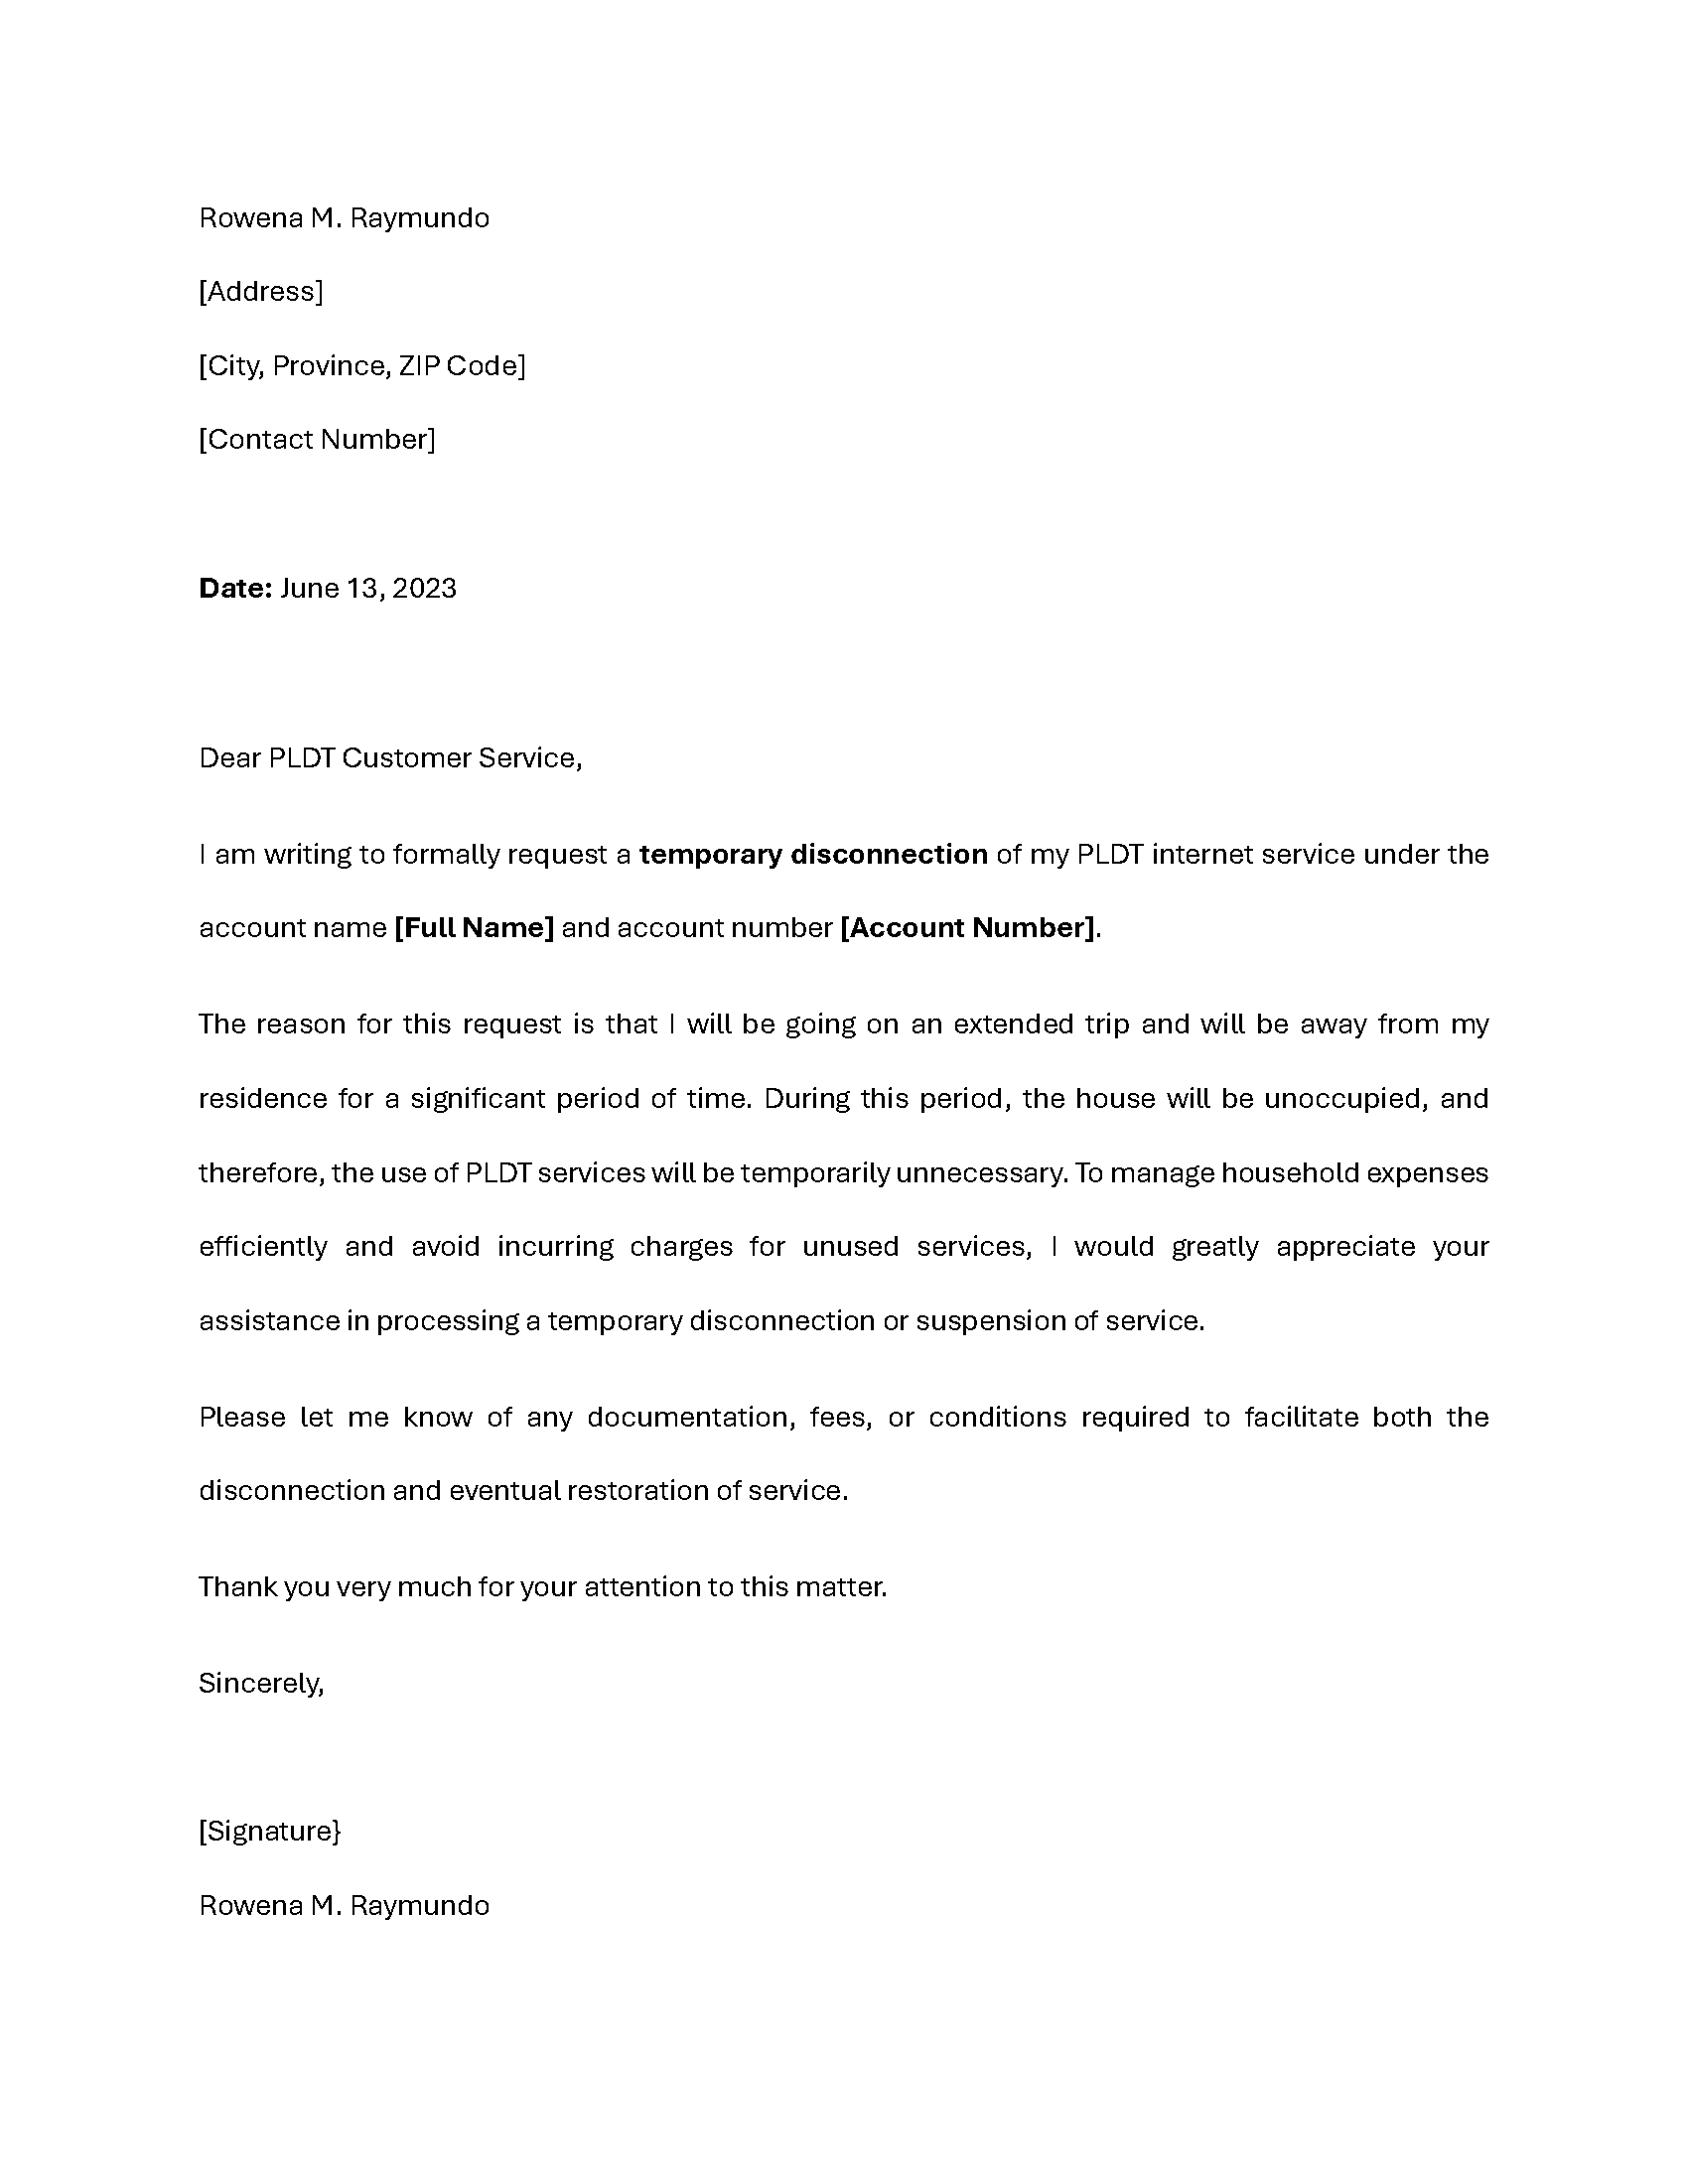 Rowena M. Raymundo
[Address]
[City, Province, ZIP Code]
[Contact Number]
Date: June 13, 2023
Dear PLDT Customer Service,
I am writing to formally request a temporary disconnection of my PLDT internet service under the
account name [Full Name] and account number [Account Number].
The reason for this request is that I will be going on an extended trip and will be away from my
residence for a significant period of time. During this period, the house will be unoccupied, and
therefore, the use of PLDT services will be temporarily unnecessary. To manage household expenses
efficiently and avoid incurring charges for unused services, I would greatly appreciate your
assistance in processing a temporary disconnection or suspension of service.
Please let me know of any documentation, fees, or conditions required to facilitate both the
disconnection and eventual restoration of service.
Thank you very much for your attention to this matter.
Sincerely,
[Signature}
Rowena M. Raymundo